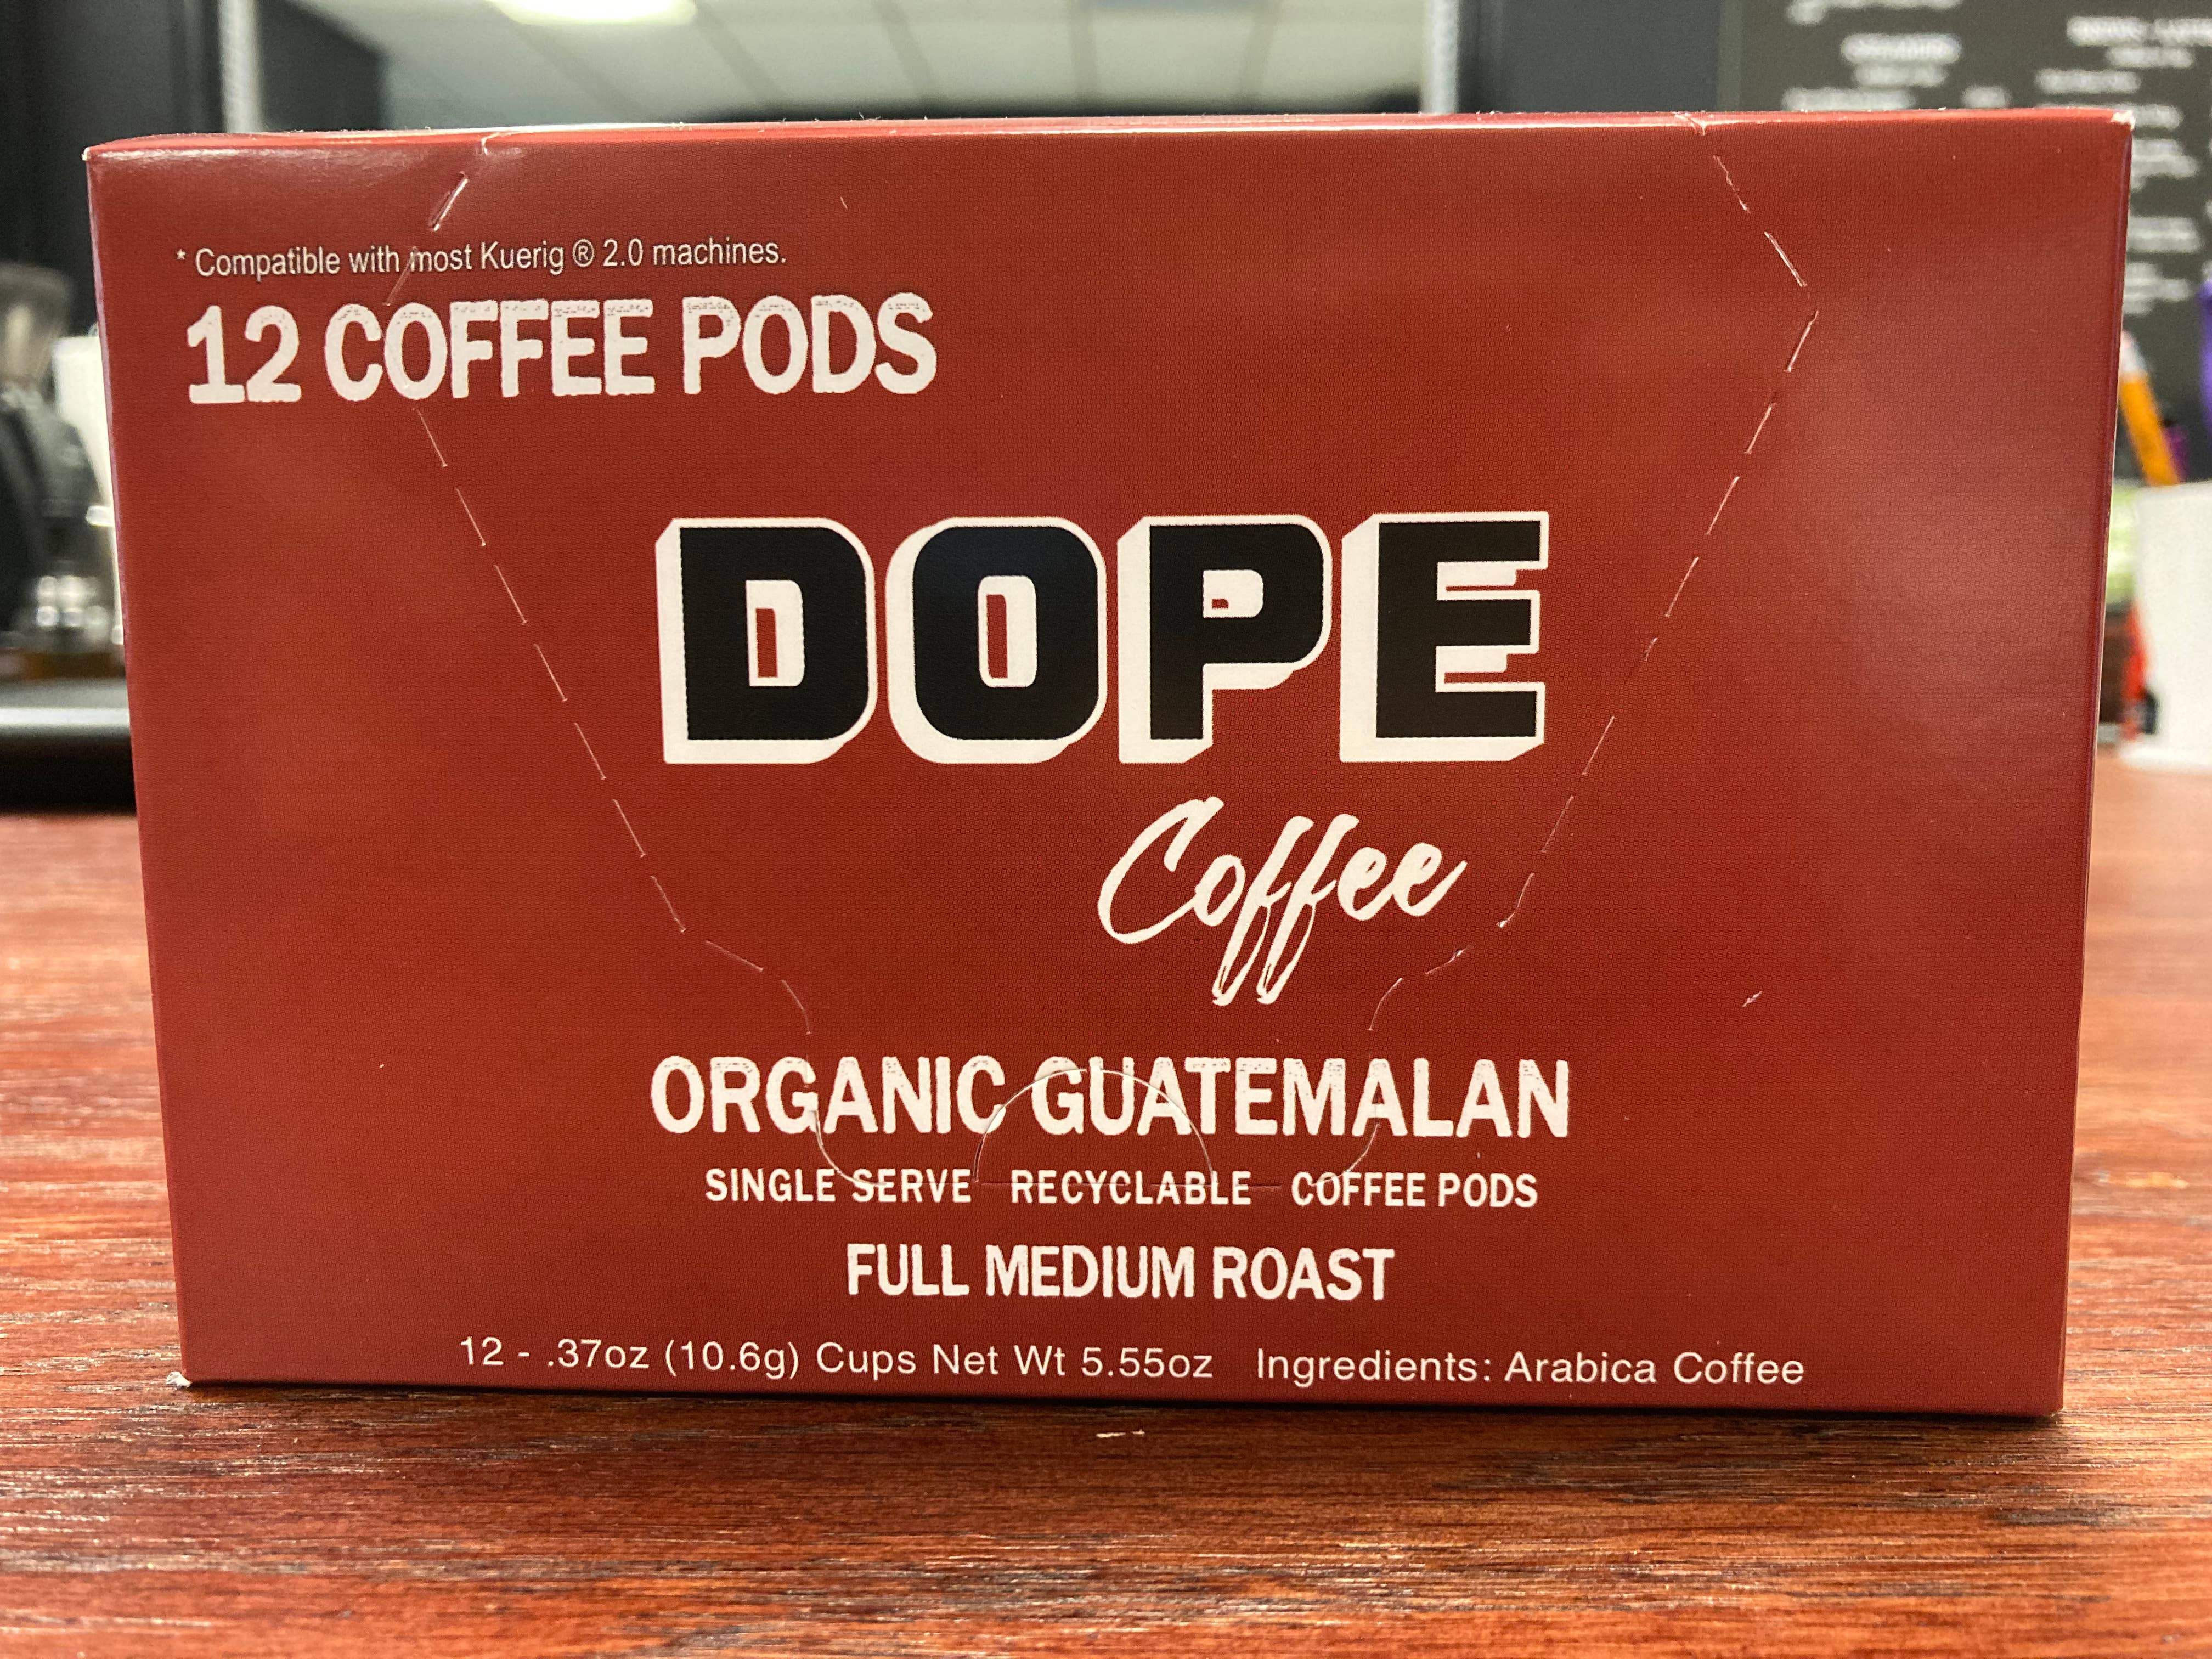 * Compatible with most Kuerig ® 2.0 machines.
12 COFFEE PODS
DOPE
Coffee
ORGANIC GUATEMALAN
SINGLE SERVE RECYCLABLE COFFEE PODS
FULL MEDIUM ROAST
12 - .37oz (10.6g) Cups Net Wt 5.55oz Ingredients: Arabica Coffee